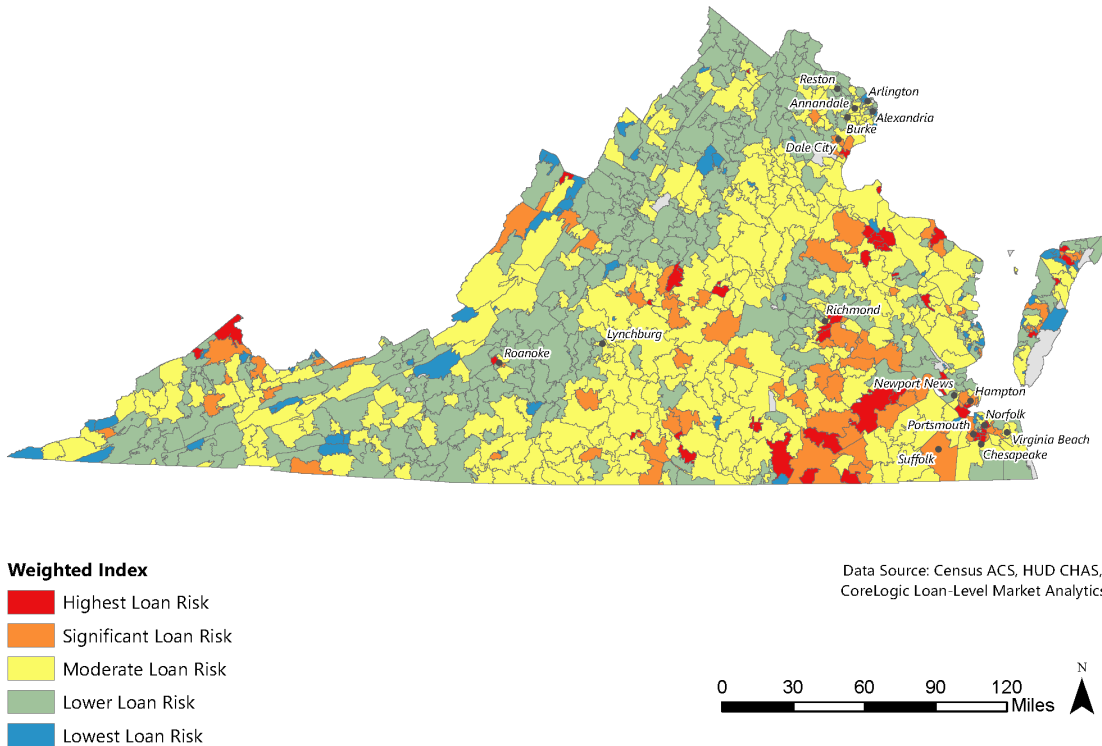 Reston
Arlington
Annandale
Alexandria
Burke
Dale City
Richmond
Lynchburg
Roanoke
Newport News
Hampton
Norfolk
Portsmouth
Virginia Beach
Chesapeake
Suffolk
Weighted Index
Highest Loan Risk
Significant Loan Risk
Moderate Loan Risk
Lower Loan Risk
Lowest Loan Risk
Data Source: Census ACS, HUD CHAS,
CoreLogic Loan-Level Market Analytics
N
0 30 60 90 120
Miles